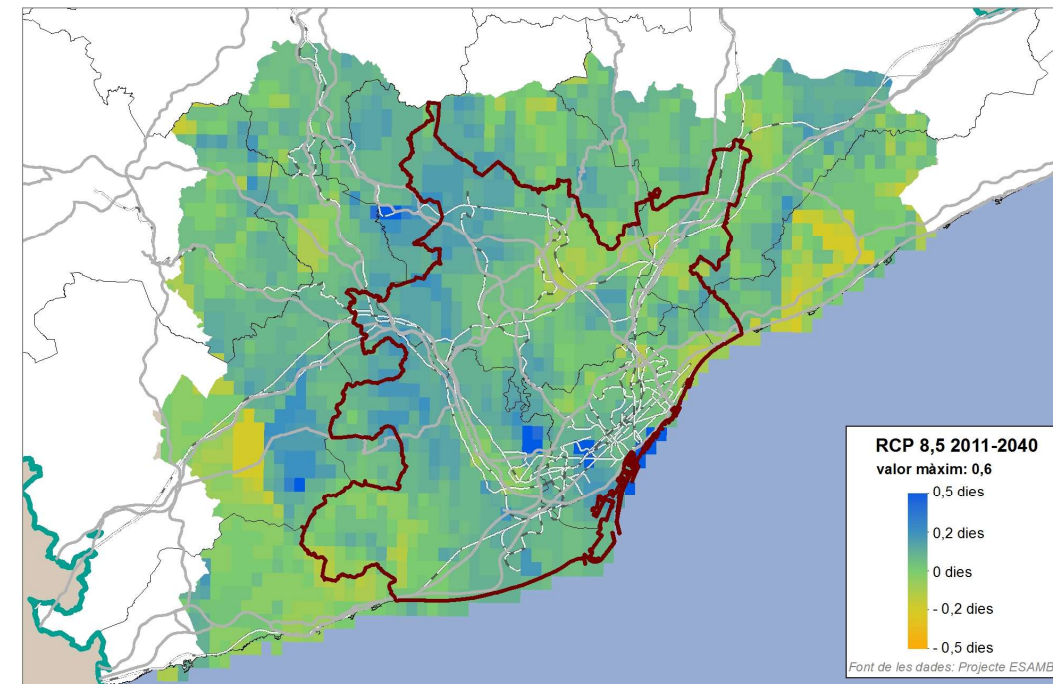 RCP 8,5 2011-2040
valor màxim: 0,6
0,5 dies
0,2 dies
0 dies
- 0,2 dies
- 0,5 dies
Font de les dades: Projecte ESAMB